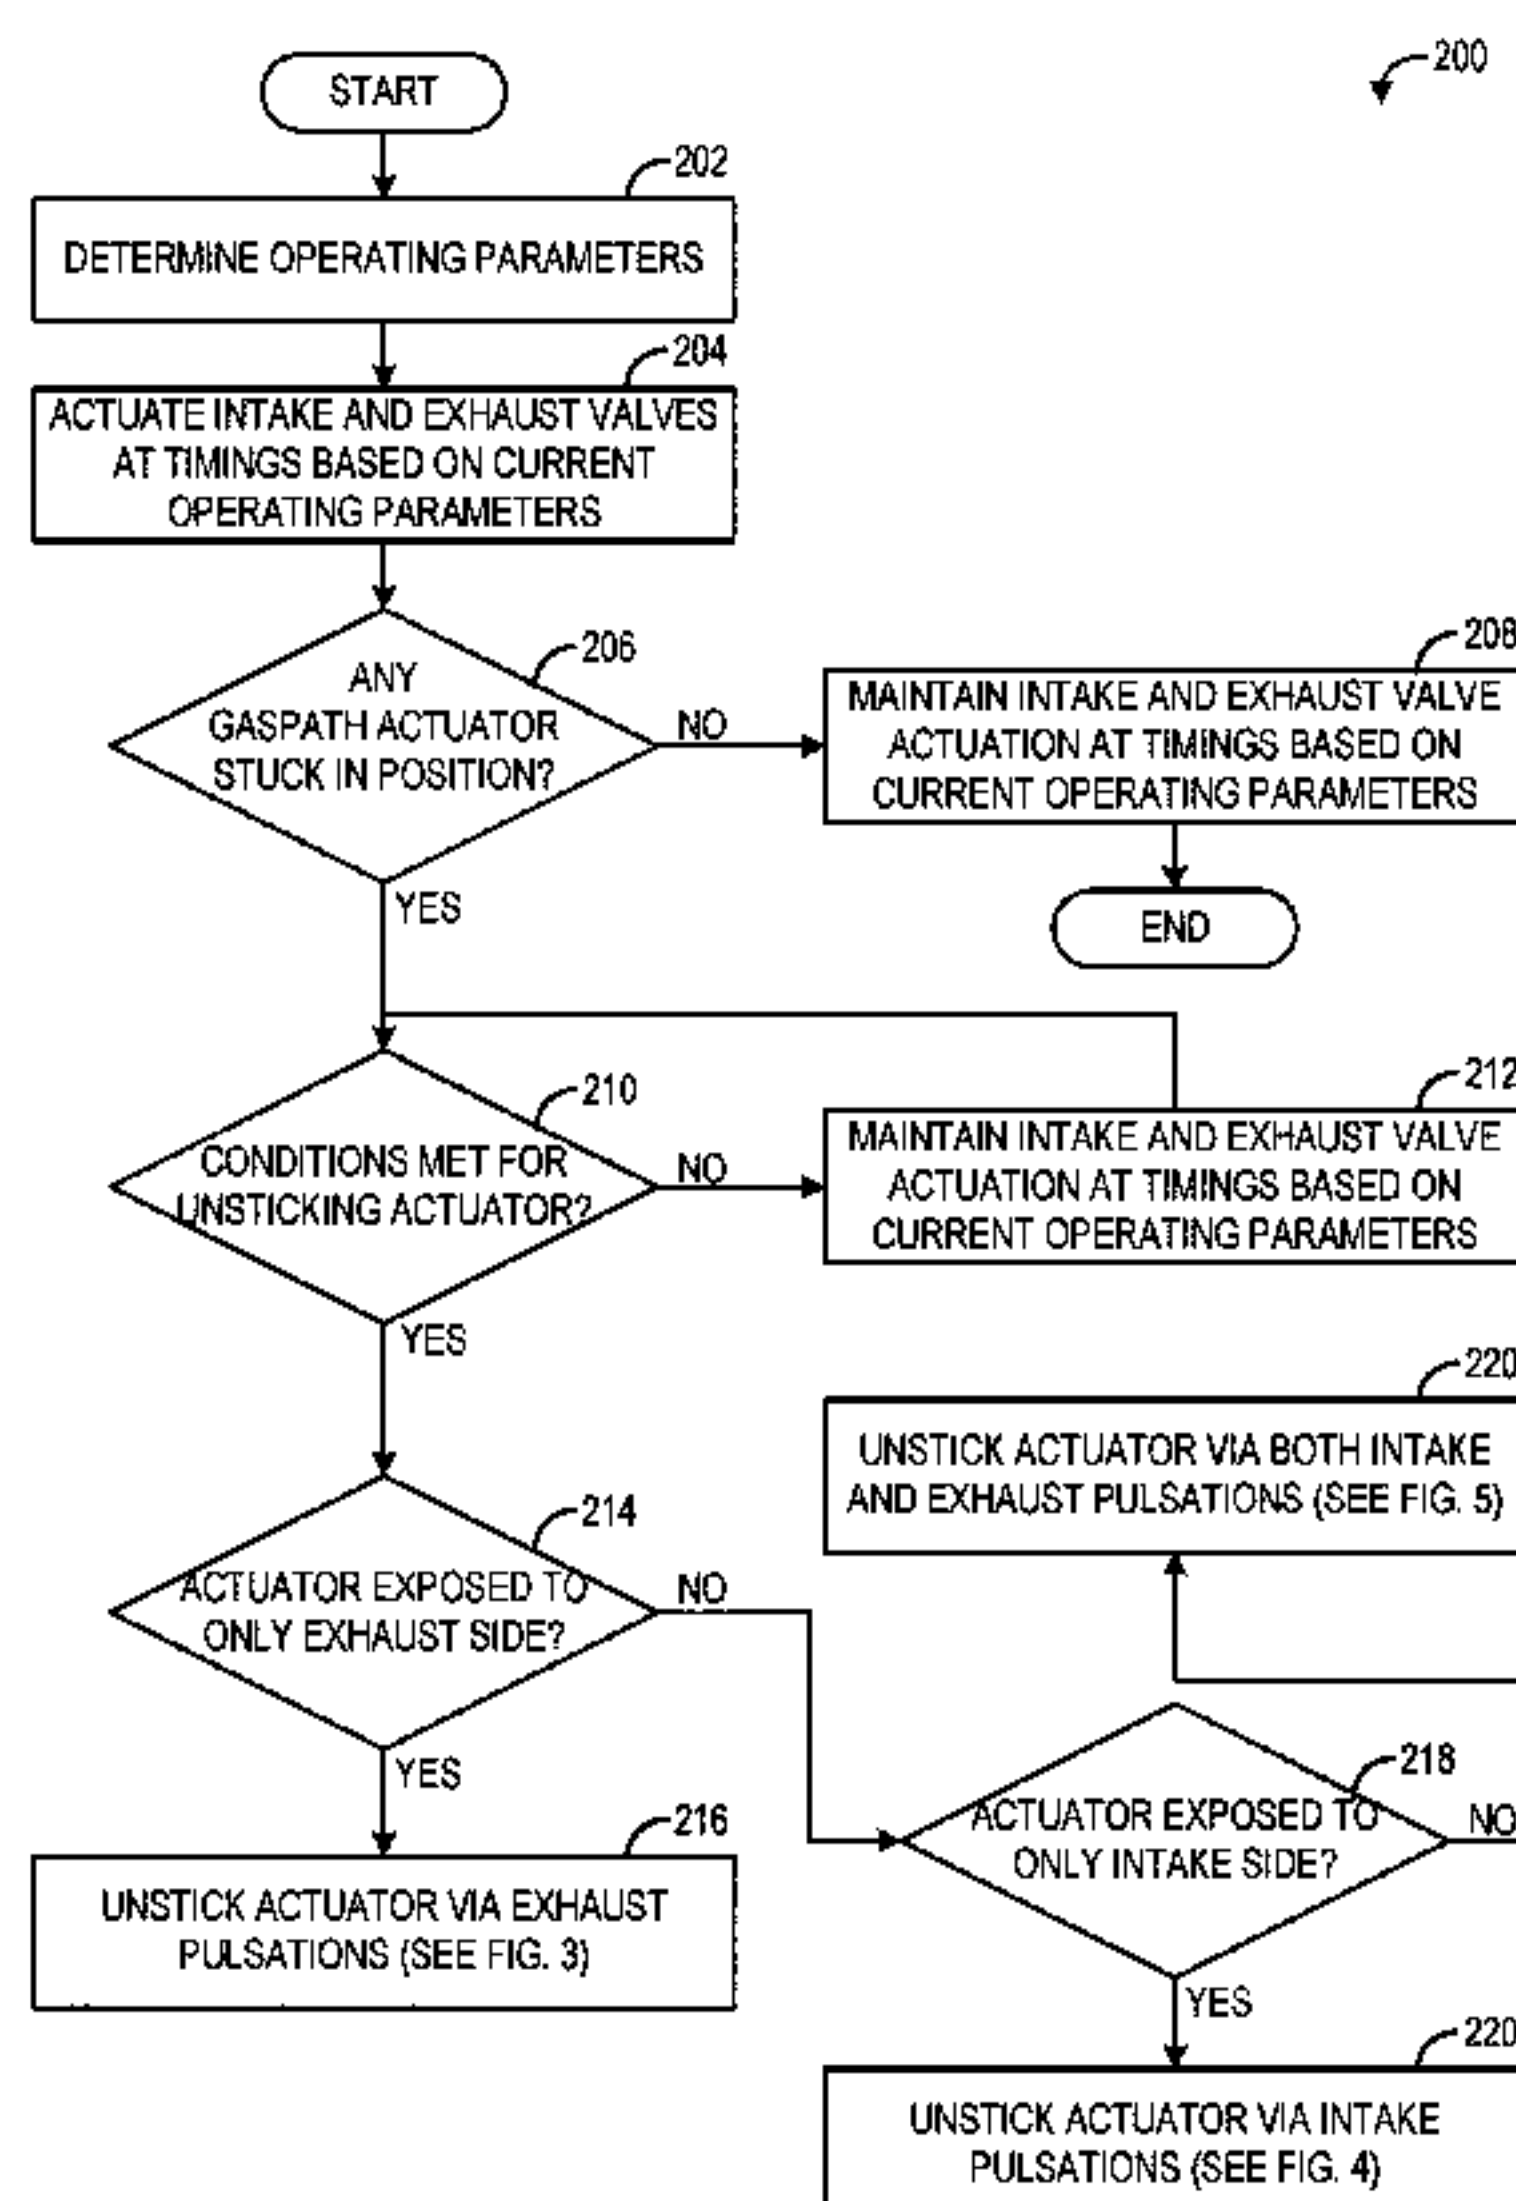 200
START
202
DETERMINE OPERATING PARAMETERS
204
ACTUATE INTAKE AND EXHAUST VALVES
AT TIMINGS BASED ON CURRENT
OPERATING PARAMETERS
206
ANY
GASPATH ACTUATOR
STUCK IN POSITION?
NO
208
MAINTAIN INTAKE AND EXHAUST VALVE
ACTUATION AT TIMINGS BASED ON
CURRENT OPERATING PARAMETERS
YES
END
210
CONDITIONS MET FOR
UNSTICKING ACTUATOR?
NO
212
MAINTAIN INTAKE AND EXHAUST VALVE
ACTUATION AT TIMINGS BASED ON
CURRENT OPERATING PARAMETERS
YES
220
UNSTICK ACTUATOR VIA BOTH INTAKE
AND EXHAUST PULSATIONS (SEE FIG. 5)
214
ACTUATOR EXPOSED TO
ONLY EXHAUST SIDE?
NO
YES
218
ACTUATOR EXPOSED TO
ONLY INTAKE SIDE?
NO
216
UNSTICK ACTUATOR VIA EXHAUST
PULSATIONS (SEE FIG. 3)
YES
220
UNSTICK ACTUATOR VIA INTAKE
PULSATIONS (SEE FIG. 4)